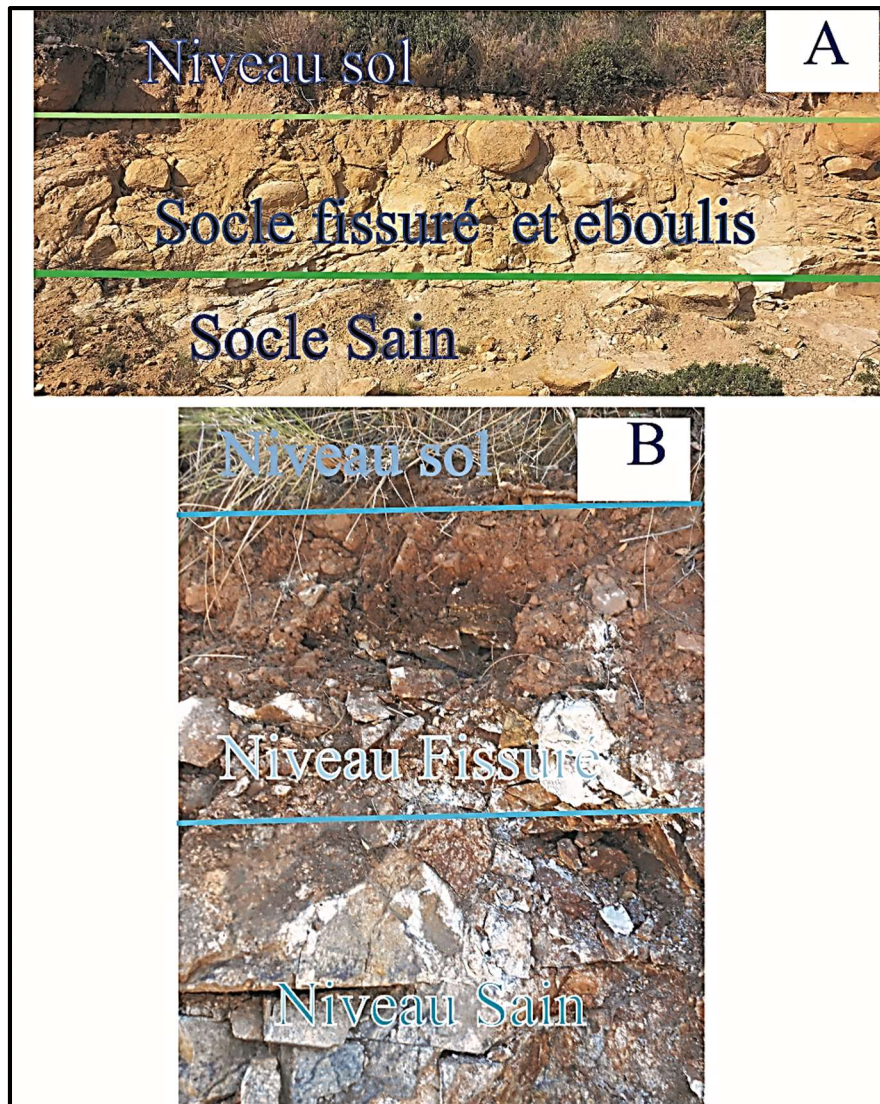 Niveau sol
A
Socle fissuré et eboulis
Socle Sain
Niveau sol
B
Niveau Fissuré
Niveau Sain